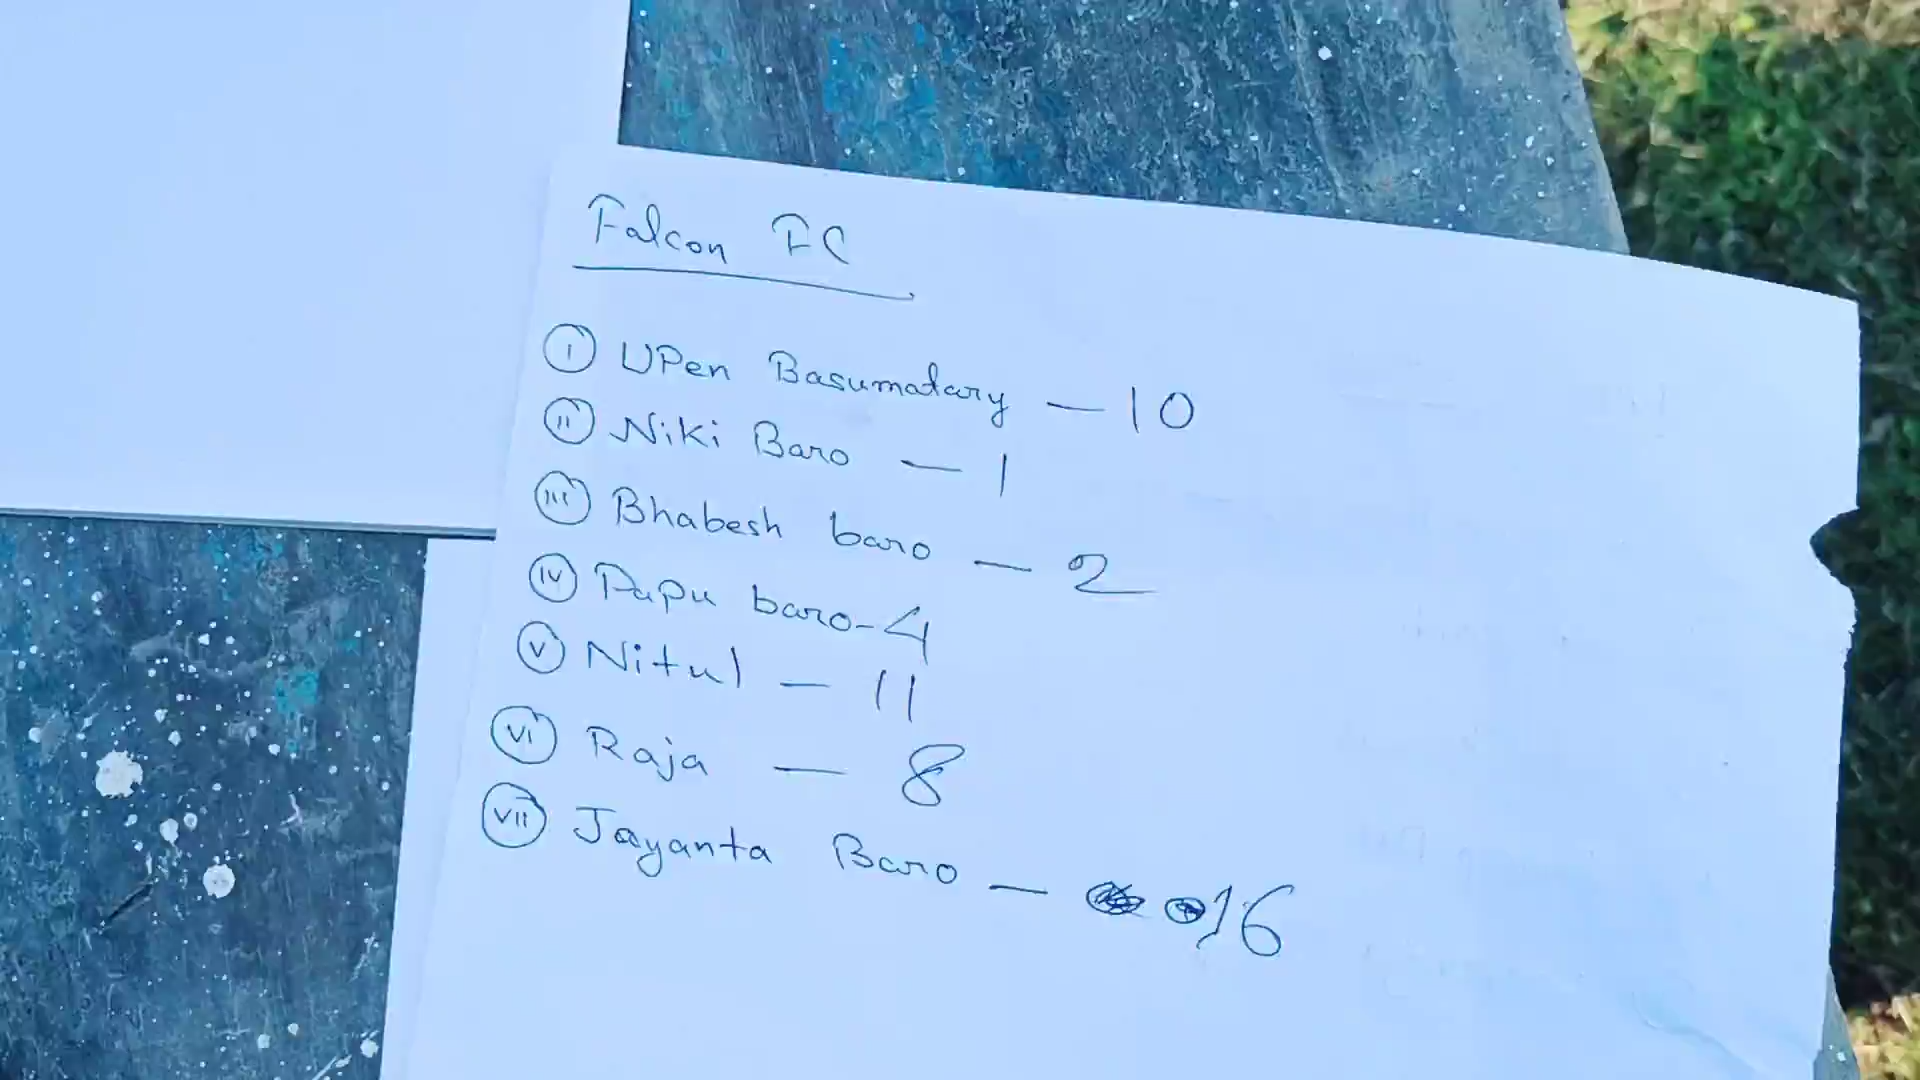 Falcon FC
I UPen Basumatary — 10
II Niki Baro — 1
III Bhabesh baro — 2
IV Papu baro - 4
V Nitul — 11
VI Raja — 8
VII Jayanta Baro — 16